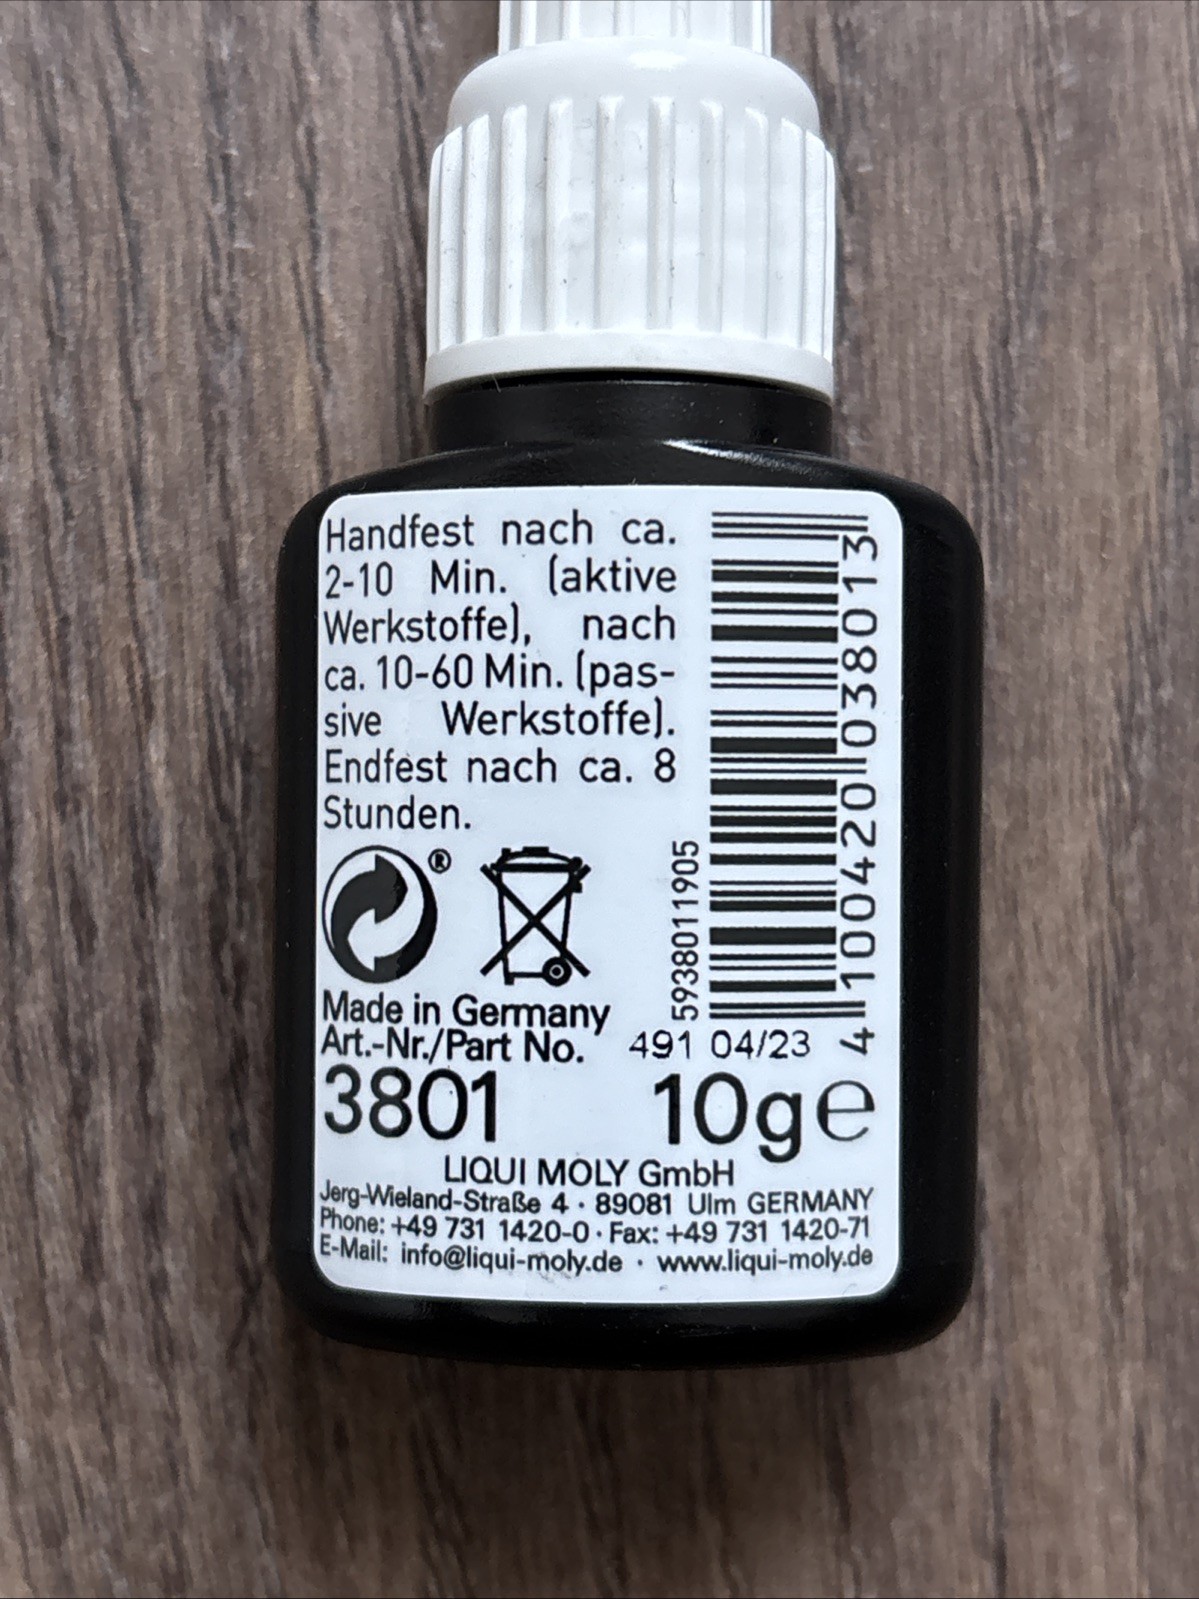 Handfest nach ca.
2-10 Min. (aktive
Werkstoffe), nach
ca. 10-60 Min. (pas-
sive Werkstoffe).
Endfest nach ca. 8
Stunden.
®
Made in Germany
Art.-Nr./Part No.
3801
5938011905
4 100420 038013
491 04/23
10g e
LIQUI MOLY GmbH
Jerg-Wieland-Straße 4 · 89081 Ulm GERMANY
Phone: +49 731 1420-0 · Fax: +49 731 1420-71
E-Mail: info@liqui-moly.de · www.liqui-moly.de